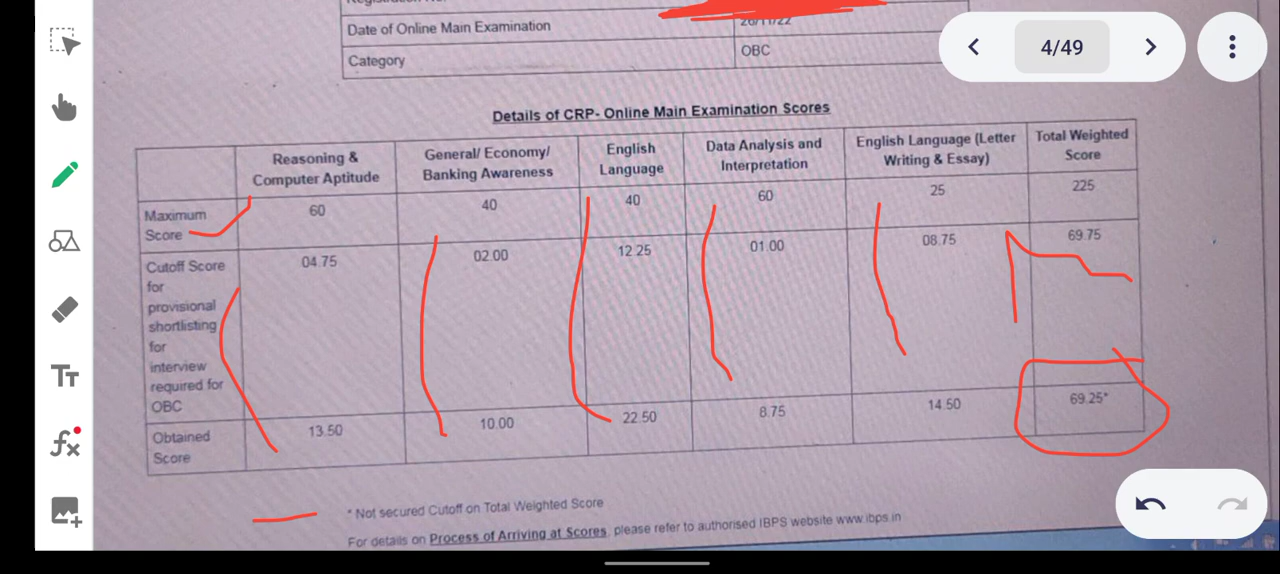 Date of Online Main Examination
26/11/22
Category
OBC
4/49
Details of CRP- Online Main Examination Scores
Reasoning &
Computer Aptitude
General/ Economy/
Banking Awareness
English
Language
Data Analysis and
Interpretation
English Language (Letter
Writing & Essay)
Total Weighted
Score
Maximum
Score
60
40
40
60
25
225
Cutoff Score
for
provisional
shortlisting
for
interview
required for
OBC
04.75
02.00
12.25
01.00
08.75
69.75
Obtained
Score
13.50
10.00
22.50
8.75
14.50
69.25*
* Not secured Cutoff on Total Weighted Score
For details on Process of Arriving at Scores, please refer to authorised IBPS website www.ibps.in
Tт
fx